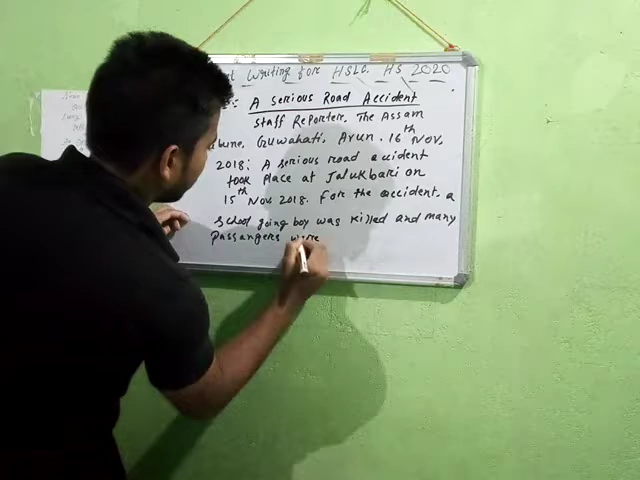 Writing for HSLC, HS 2020
A Serious Road Accident
Staff Reporter, The Assam
bune, Guwahati, Arun. 16th Nov,
2018: A serious road accident
took place at Jalukbari on
15th Nov 2018. For the accident, a
school going boy was killed and many
passangers were